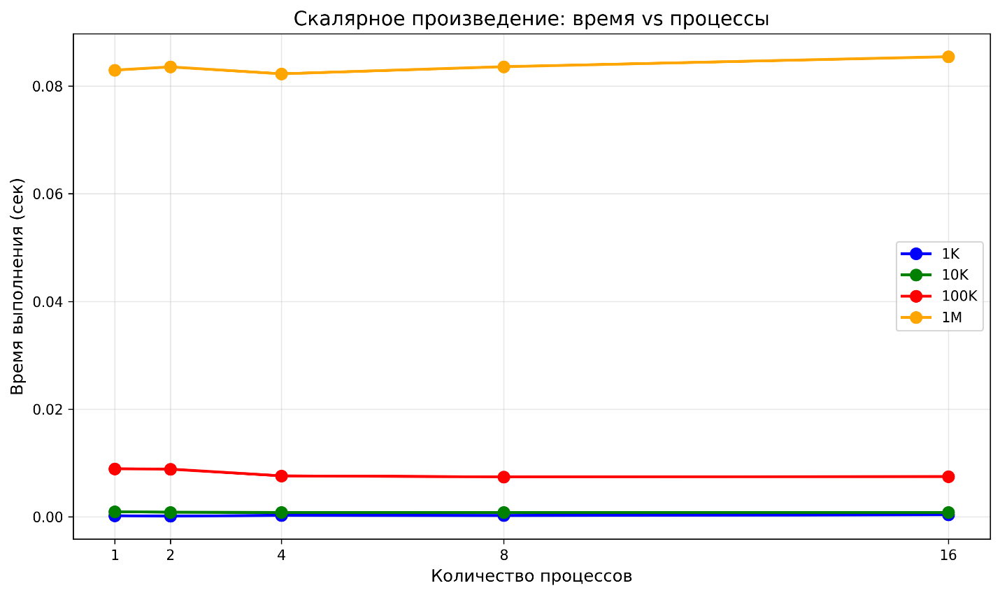 Скалярное произведение: время vs процессы
Время выполнения (сек)
0.08
0.06
0.04
0.02
0.00
1K
10K
100K
1M
1 2 4 8 16
Количество процессов